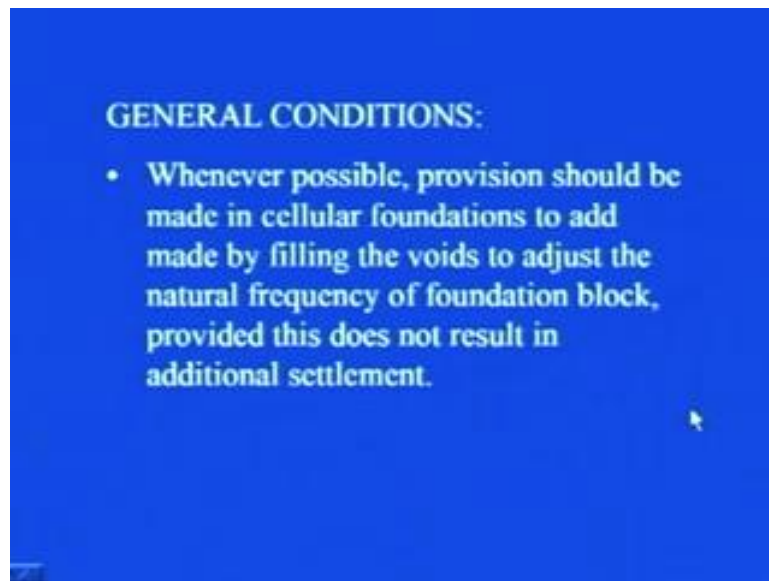 GENERAL CONDITIONS:
• Whenever possible, provision should be
made in cellular foundations to add
made by filling the voids to adjust the
natural frequency of foundation block,
provided this does not result in
additional settlement.